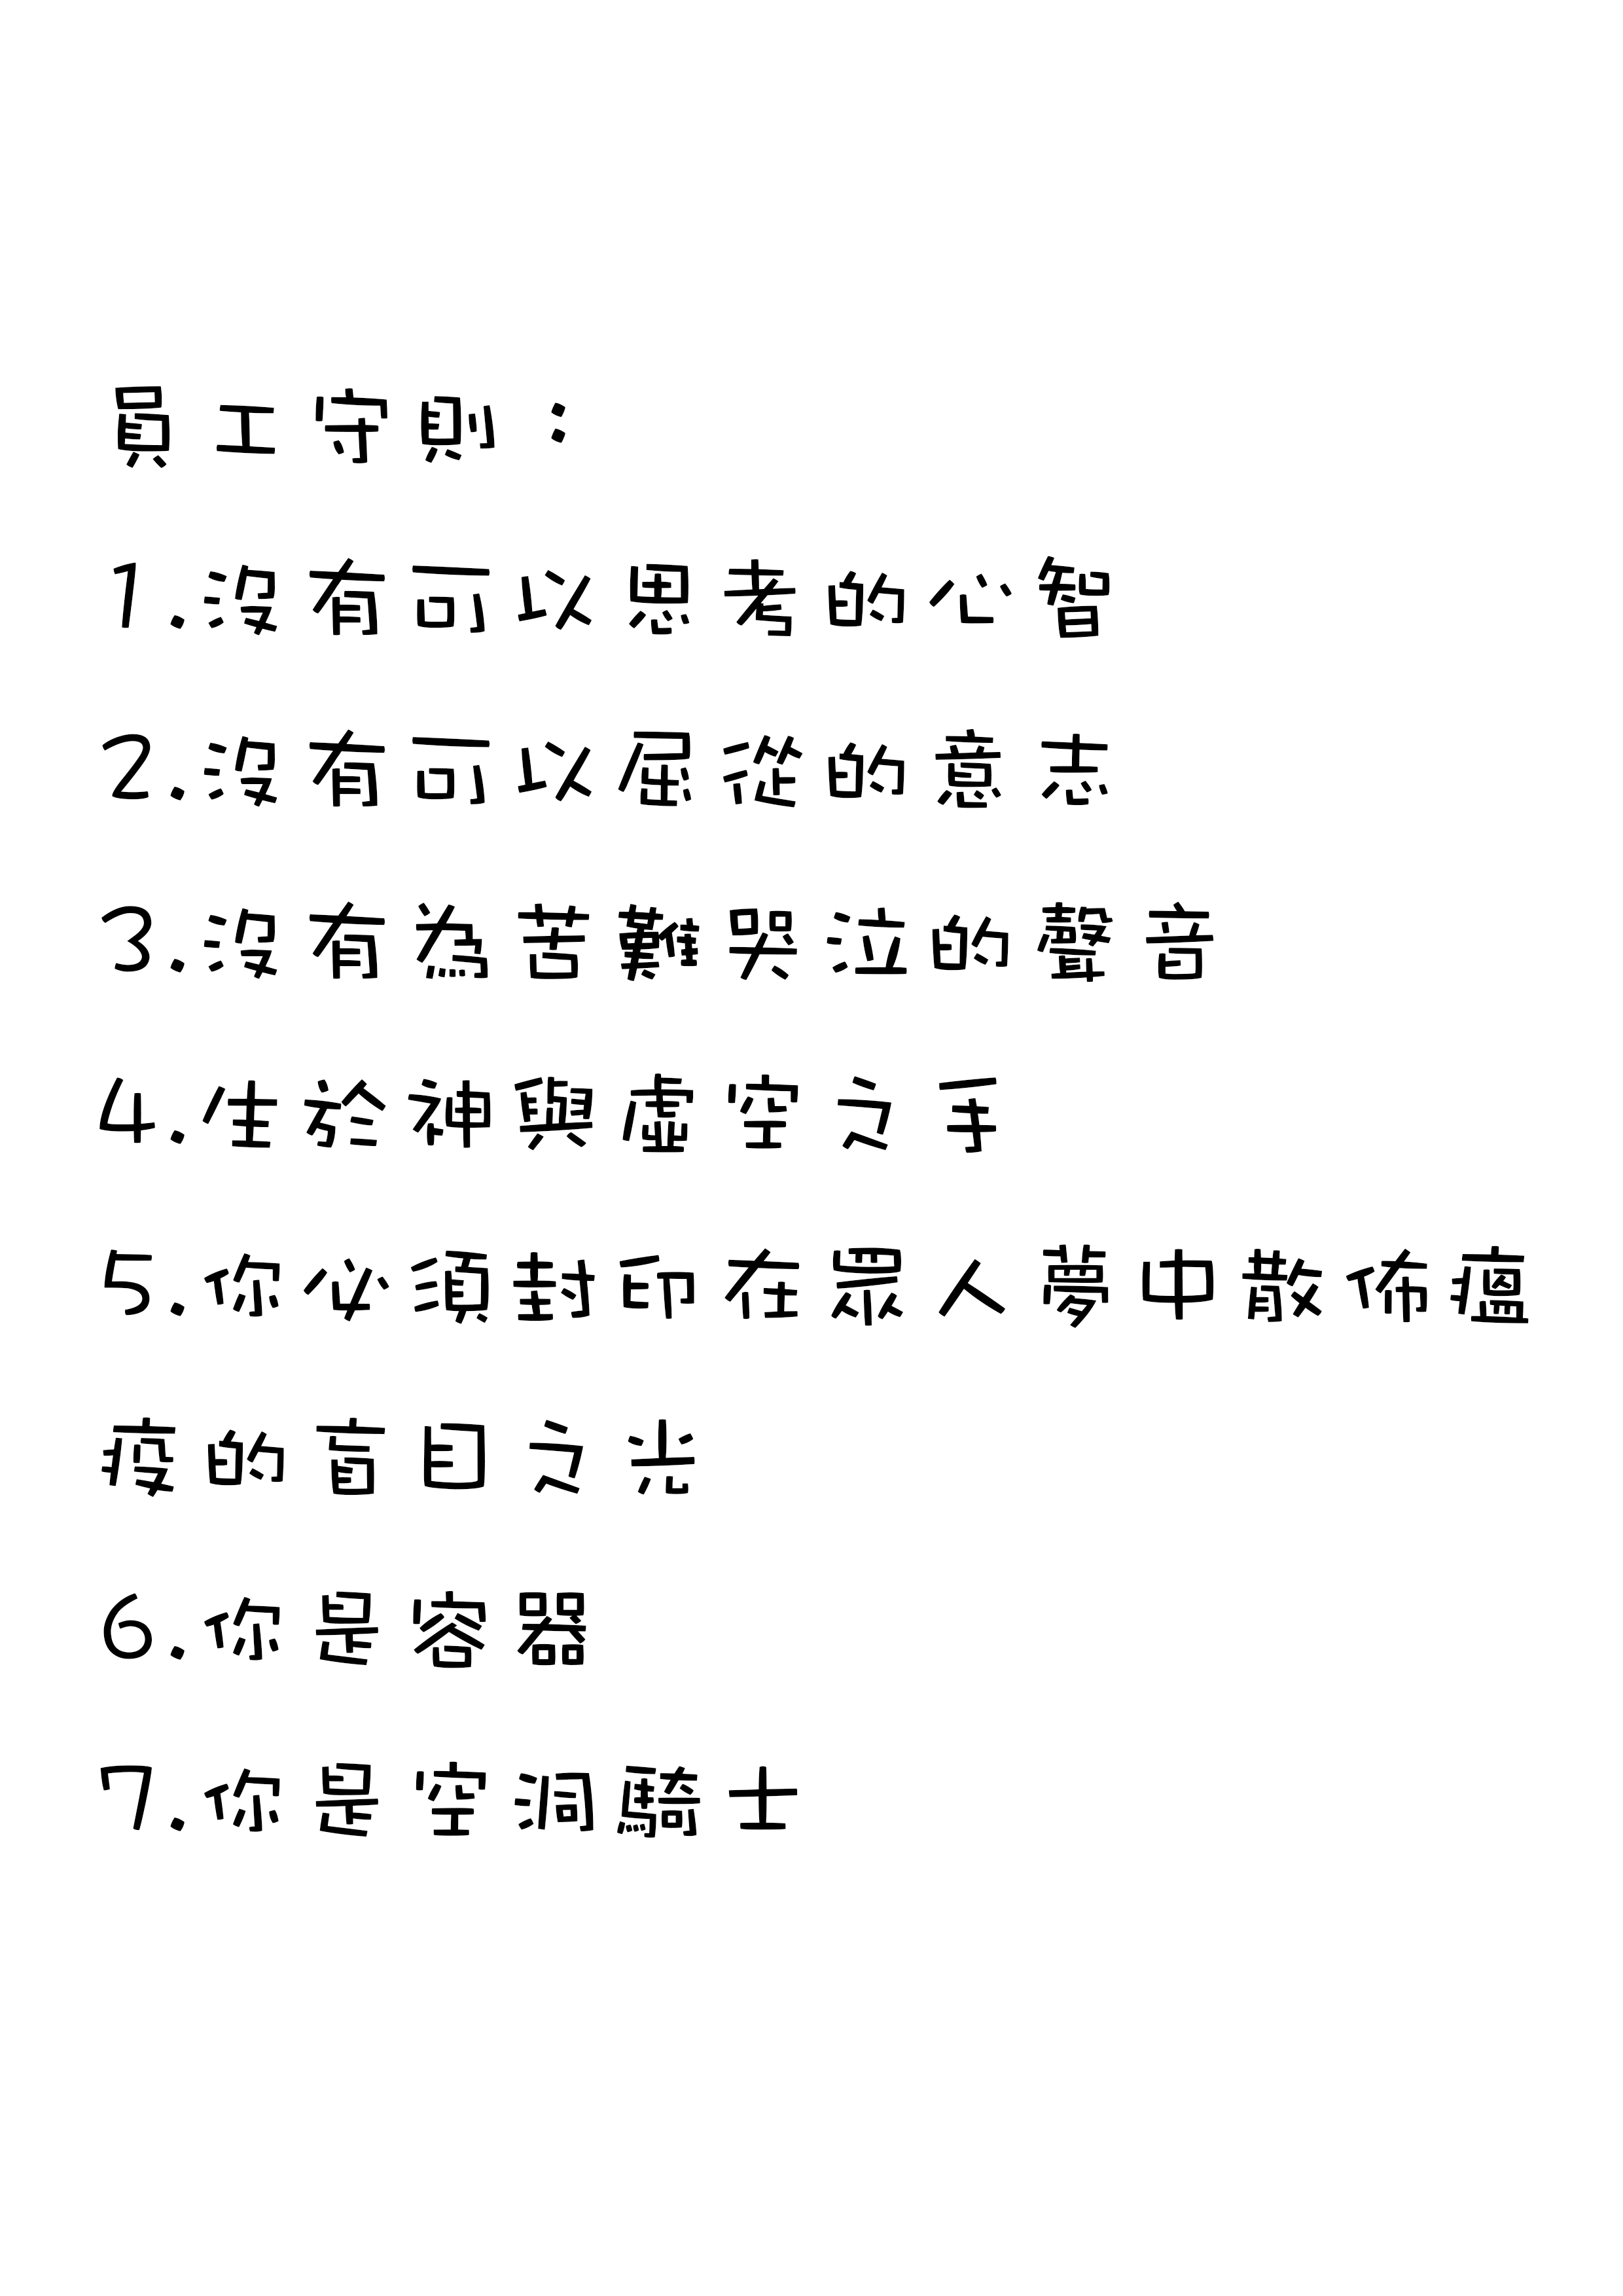 員工守則：
1.沒有可以思考的心智
2.沒有可以屈從的意志
3.沒有為苦難哭泣的聲音
4.生於神與虛空之手
5.你必須封印在眾人夢中散佈瘟
疫的盲目之光
6.你是容器
7.你是空洞騎士